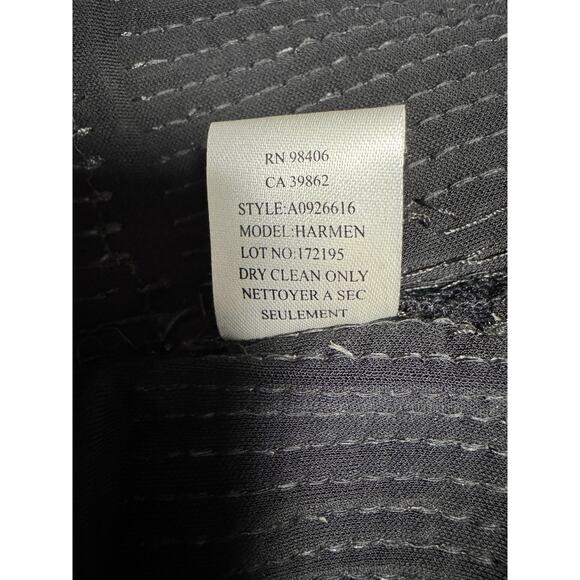 RN 98406
CA 39862
STYLE:A0926616
MODEL:HARMEN
LOT NO:172195
DRY CLEAN ONLY
NETTOYER A SEC
SEULEMENT